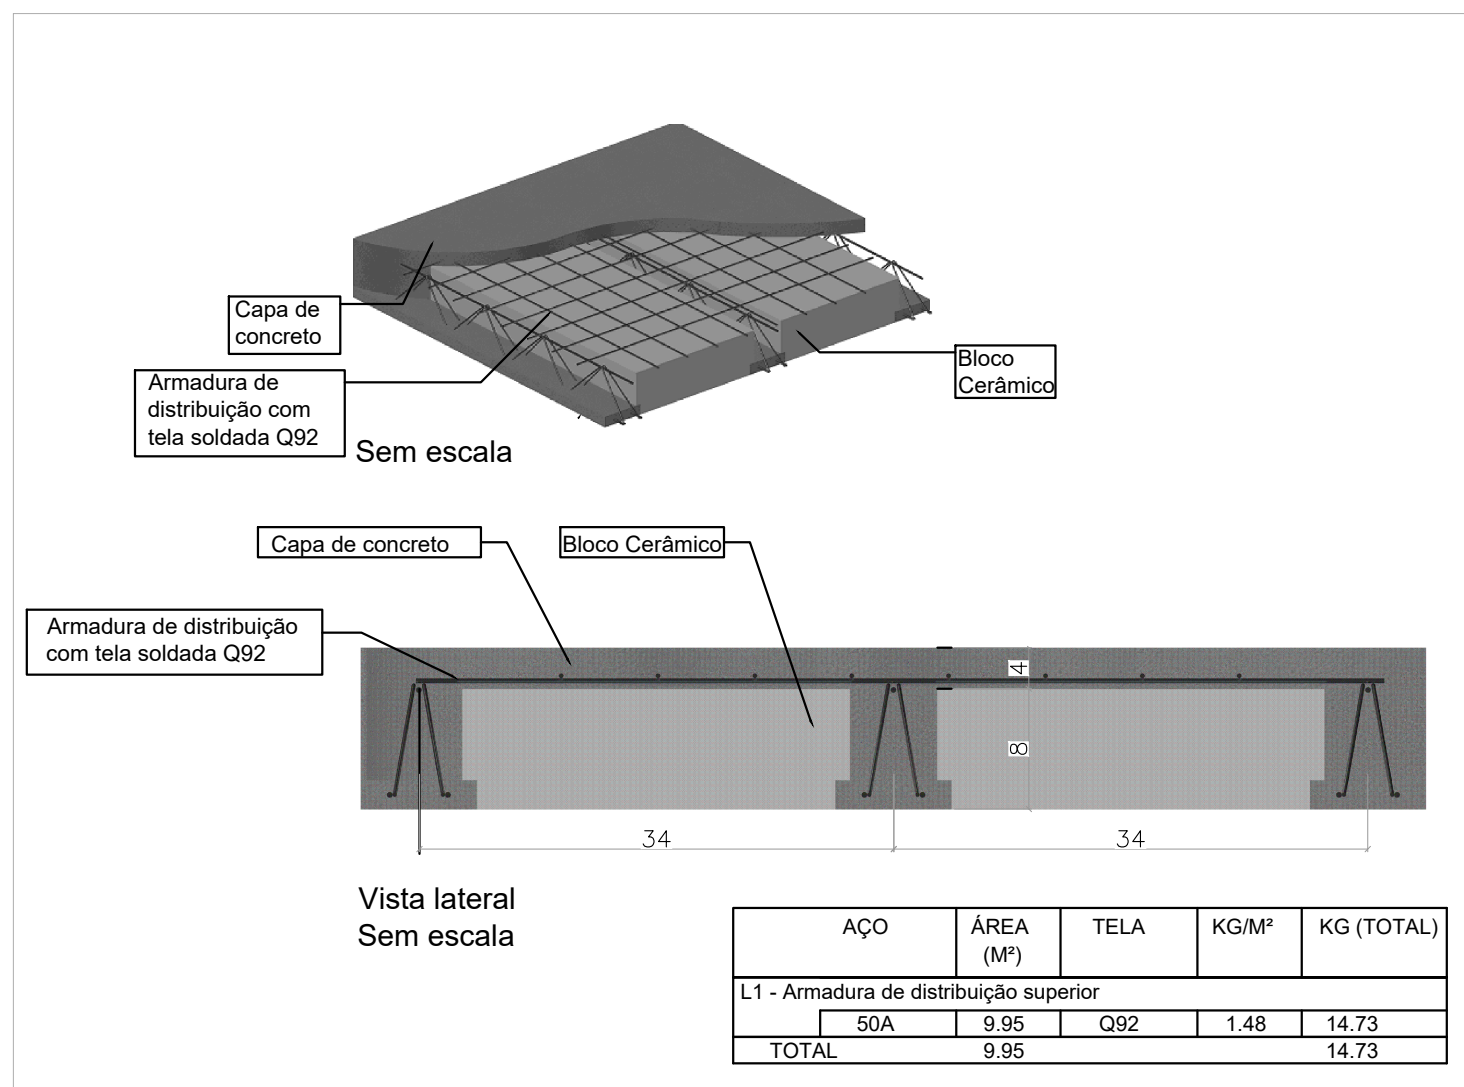 Capa de
concreto
Armadura de
distribuição com
tela soldada Q92
Bloco
Cerâmico
Sem escala
Capa de concreto
Bloco Cerâmico
Armadura de distribuição
com tela soldada Q92
4
8
34
34
Vista lateral
Sem escala
AÇO ÁREA (M²) TELA KG/M² KG (TOTAL)
L1 - Armadura de distribuição superior
50A 9.95 Q92 1.48 14.73
TOTAL 9.95 14.73